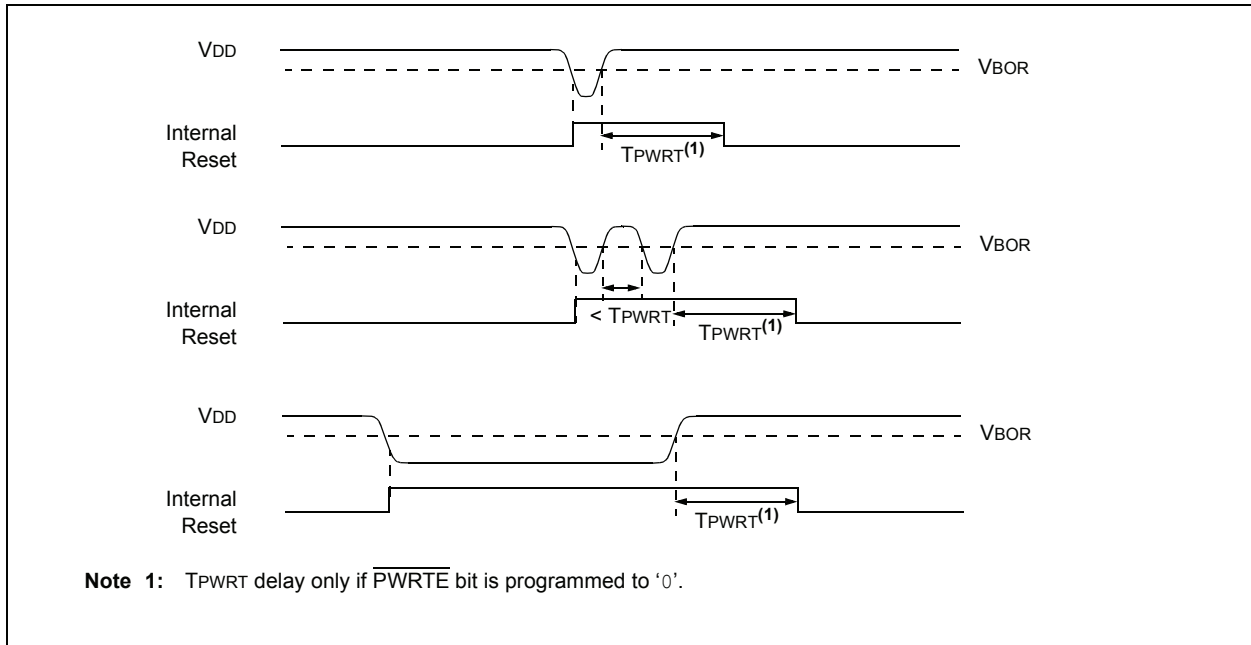 VDD
VBOR
Internal
Reset
TPWRT(1)
VDD
VBOR
Internal
Reset
< TPWRT
TPWRT(1)
VDD
VBOR
Internal
Reset
TPWRT(1)
Note 1: TPWRT delay only if P̅W̅R̅T̅E̅ bit is programmed to ‘0’.